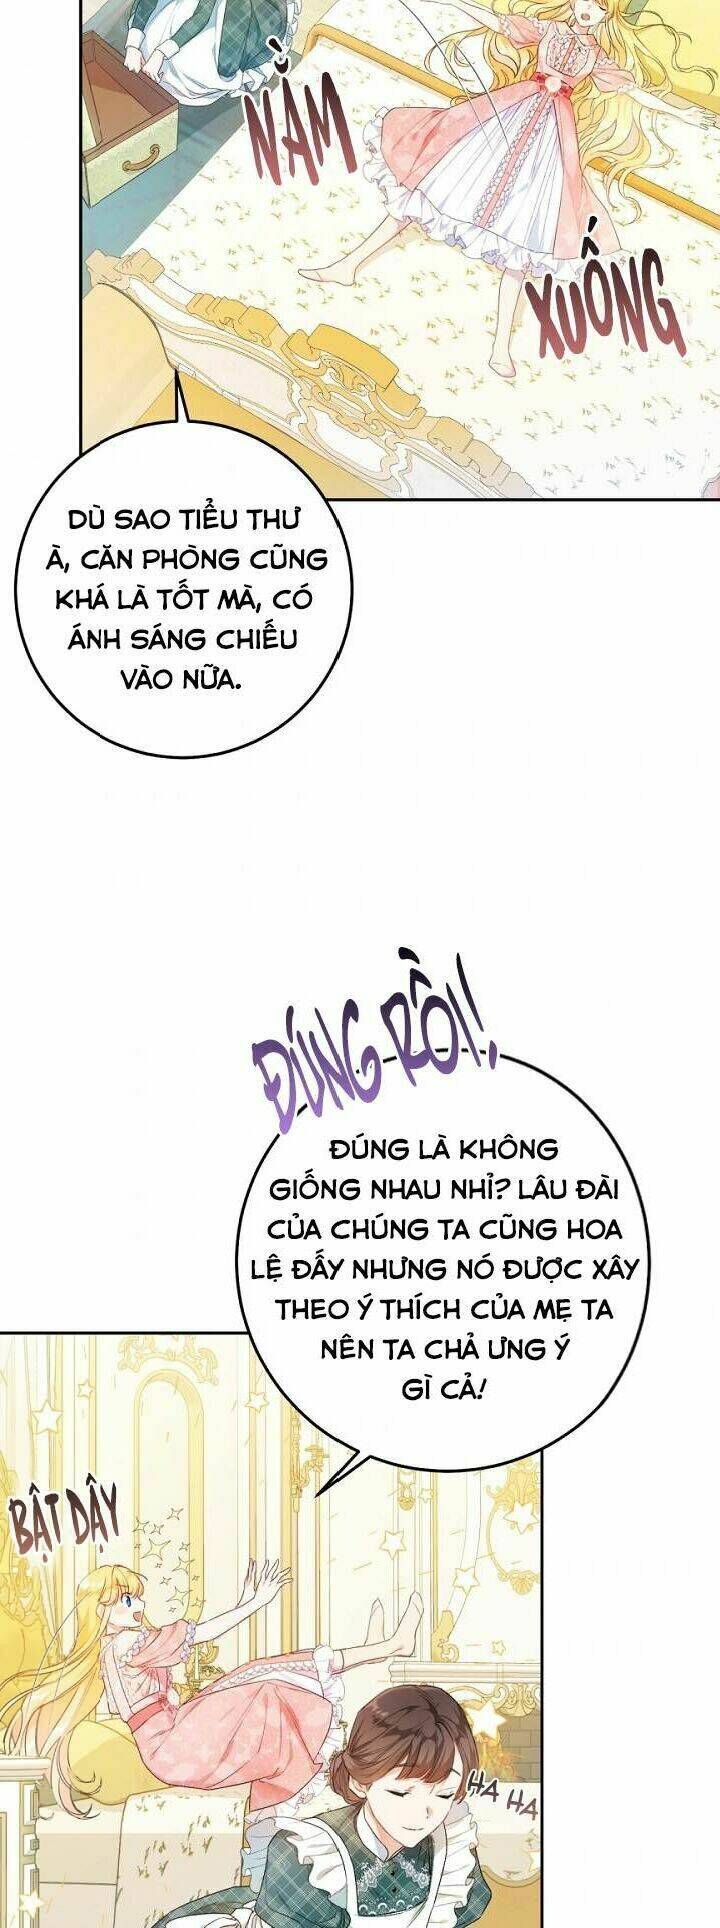 NẰM
XUỐNG
DÙ SAO TIỂU THƯ
À, CĂN PHÒNG CŨNG
KHÁ LÀ TỐT MÀ, CÓ
ÁNH SÁNG CHIẾU
VÀO NỮA.
ĐÚNG RỒI!
ĐÚNG LÀ KHÔNG
GIỐNG NHAU NHỈ? LÂU ĐÀI
CỦA CHÚNG TA CŨNG HOA
LỆ ĐẤY NHƯNG NÓ ĐƯỢC XÂY
THEO Ý THÍCH CỦA MẸ TA
NÊN TA CHẢ ƯNG Ý
GÌ CẢ!
BẬT DẬY
HA HA